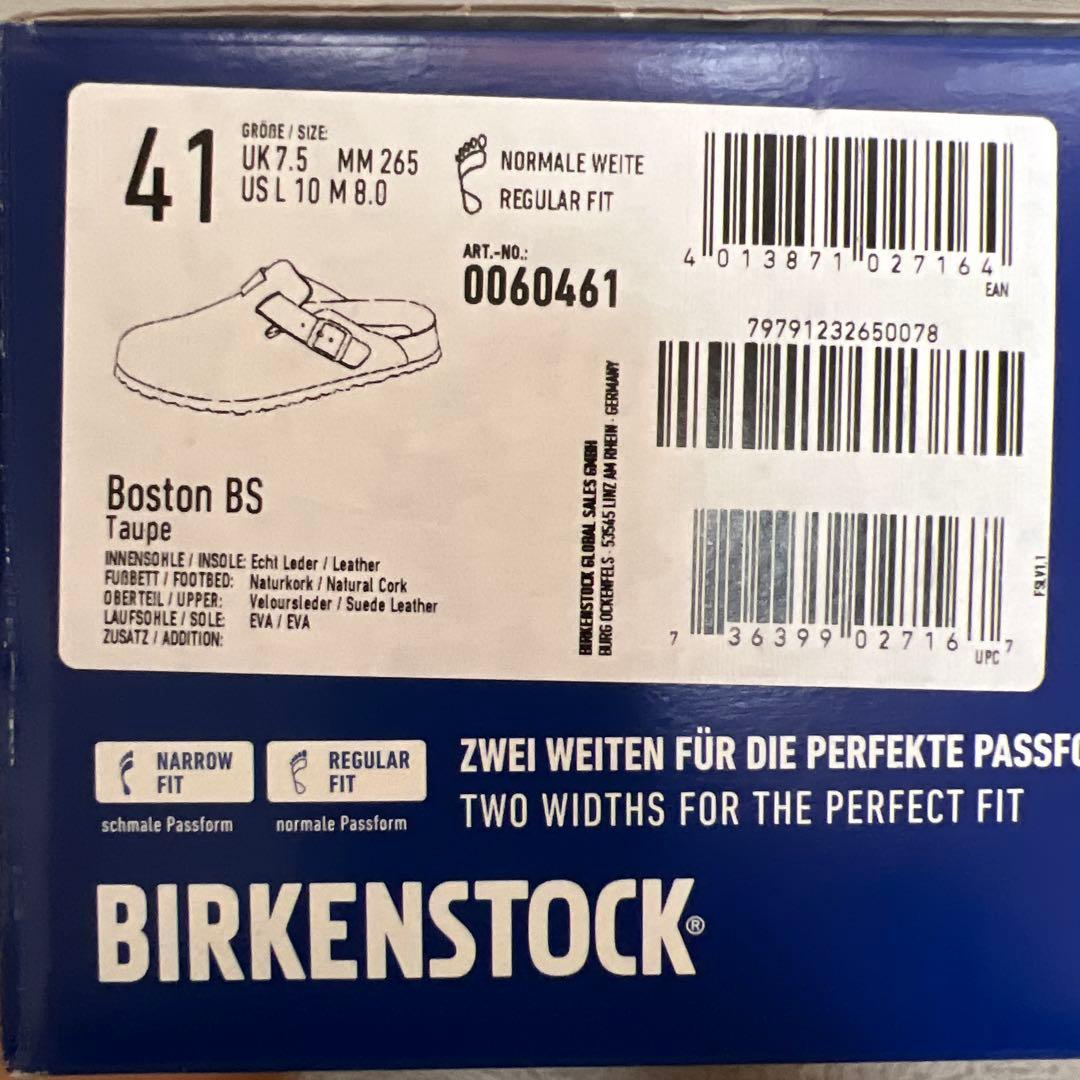 41
GRÖßE / SIZE:
UK 7.5 MM 265
US L 10 M 8.0
NORMALE WEITE
REGULAR FIT
ART.-NO.:
0060461
4 013871 027164
EAN
79791232650078
Boston BS
Taupe
INNENSOHLE / INSOLE: Echt Leder / Leather
FUßBETT / FOOTBED: Naturkork / Natural Cork
OBERTEIL / UPPER: Veloursleder / Suede Leather
LAUFSOHLE / SOLE: EVA / EVA
ZUSATZ / ADDITION:
BIRKENSTOCK GLOBAL SALES GMBH
BURG OCKENFELS · 53545 LINZ AM RHEIN · GERMANY
7 36399 02716 7
UPC
FSLV1.1
NARROW
FIT
schmale Passform
REGULAR
FIT
normale Passform
ZWEI WEITEN FÜR DIE PERFEKTE PASSFO
TWO WIDTHS FOR THE PERFECT FIT
BIRKENSTOCK®